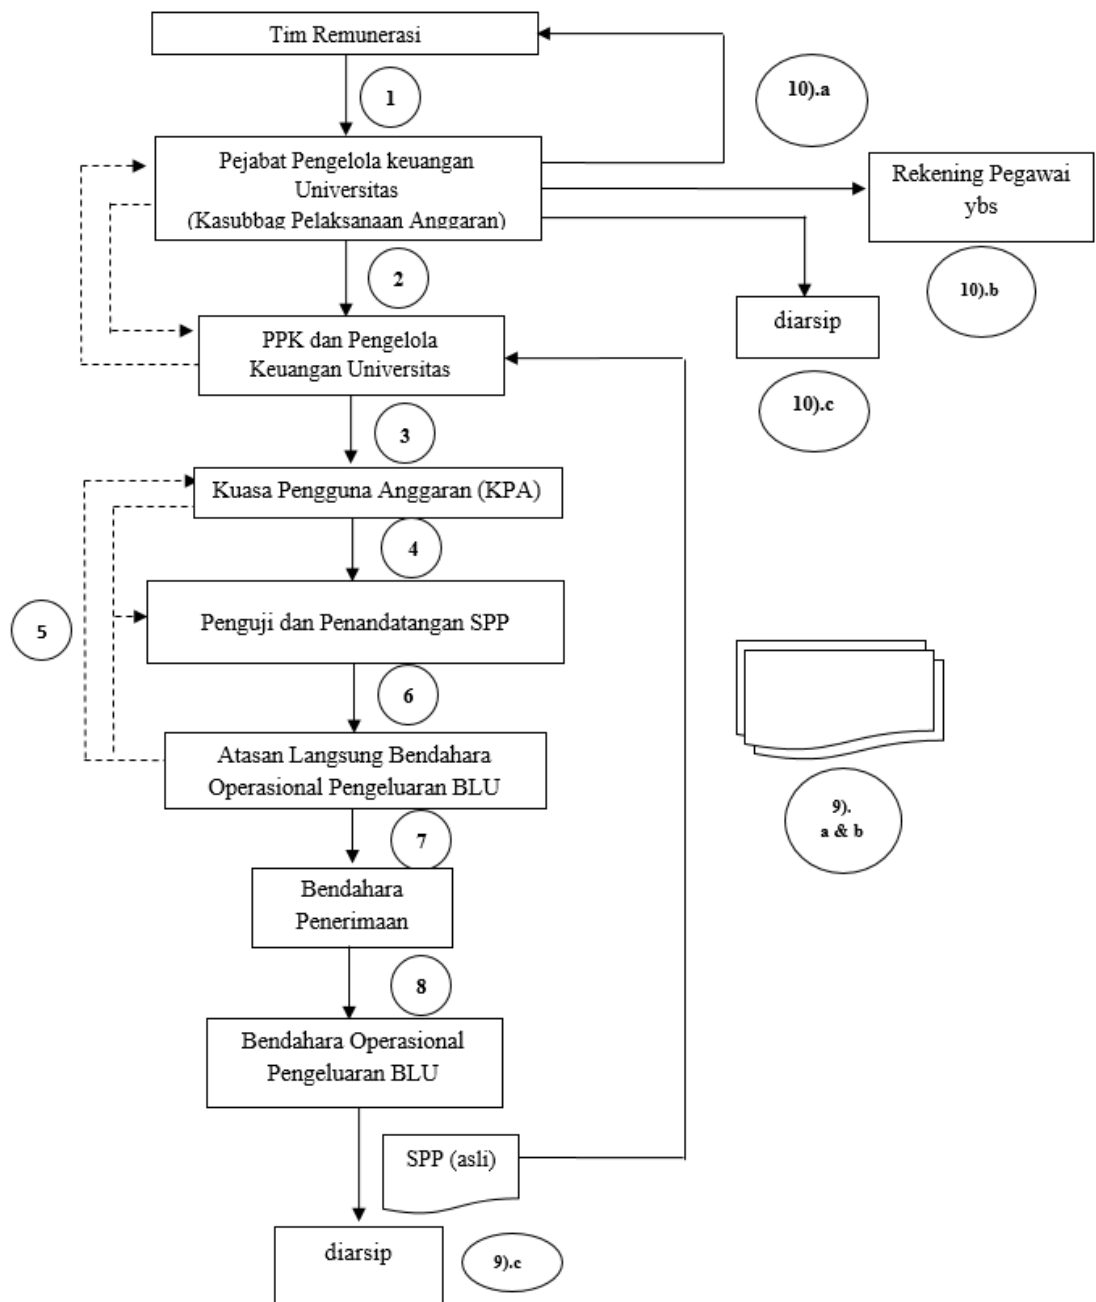 Tim Remunerasi
1
10).a
Pejabat Pengelola keuangan
Universitas
(Kasubbag Pelaksanaan Anggaran)
Rekening Pegawai
ybs
2
10).b
diarsip
PPK dan Pengelola
Keuangan Universitas
10).c
3
Kuasa Pengguna Anggaran (KPA)
4
5
Penguji dan Penandatangan SPP
6
Atasan Langsung Bendahara
Operasional Pengeluaran BLU
9).
a & b
7
Bendahara
Penerimaan
8
Bendahara Operasional
Pengeluaran BLU
SPP (asli)
diarsip
9).c